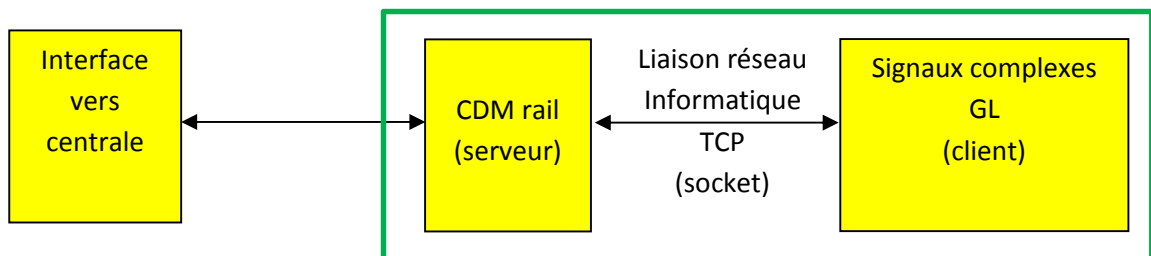 Interface
vers
centrale
CDM rail
(serveur)
Liaison réseau
Informatique
TCP
(socket)
Signaux complexes
GL
(client)